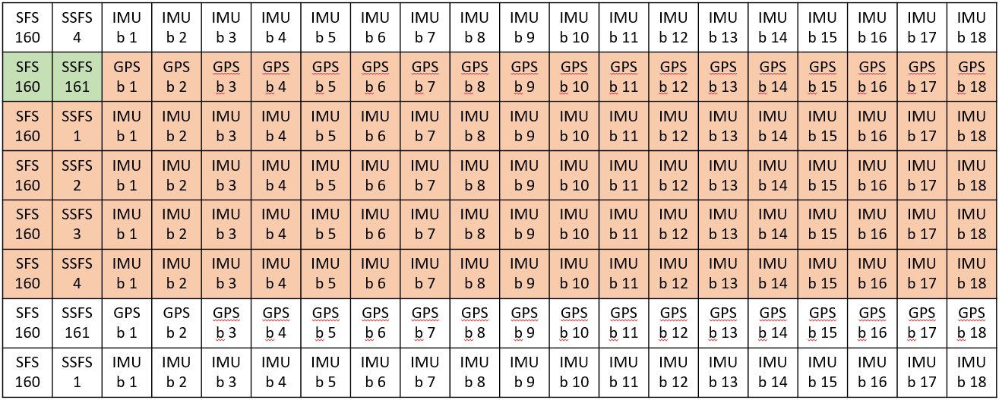 SFS SSFS IMU IMU IMU IMU IMU IMU IMU IMU IMU IMU IMU IMU IMU IMU IMU IMU IMU IMU
160 4 b 1 b 2 b 3 b 4 b 5 b 6 b 7 b 8 b 9 b 10 b 11 b 12 b 13 b 14 b 15 b 16 b 17 b 18
SFS SSFS GPS GPS GPS GPS GPS GPS GPS GPS GPS GPS GPS GPS GPS GPS GPS GPS GPS GPS
160 161 b 1 b 2 b 3 b 4 b 5 b 6 b 7 b 8 b 9 b 10 b 11 b 12 b 13 b 14 b 15 b 16 b 17 b 18
SFS SSFS IMU IMU IMU IMU IMU IMU IMU IMU IMU IMU IMU IMU IMU IMU IMU IMU IMU IMU
160 1 b 1 b 2 b 3 b 4 b 5 b 6 b 7 b 8 b 9 b 10 b 11 b 12 b 13 b 14 b 15 b 16 b 17 b 18
SFS SSFS IMU IMU IMU IMU IMU IMU IMU IMU IMU IMU IMU IMU IMU IMU IMU IMU IMU IMU
160 2 b 1 b 2 b 3 b 4 b 5 b 6 b 7 b 8 b 9 b 10 b 11 b 12 b 13 b 14 b 15 b 16 b 17 b 18
SFS SSFS IMU IMU IMU IMU IMU IMU IMU IMU IMU IMU IMU IMU IMU IMU IMU IMU IMU IMU
160 3 b 1 b 2 b 3 b 4 b 5 b 6 b 7 b 8 b 9 b 10 b 11 b 12 b 13 b 14 b 15 b 16 b 17 b 18
SFS SSFS IMU IMU IMU IMU IMU IMU IMU IMU IMU IMU IMU IMU IMU IMU IMU IMU IMU IMU
160 4 b 1 b 2 b 3 b 4 b 5 b 6 b 7 b 8 b 9 b 10 b 11 b 12 b 13 b 14 b 15 b 16 b 17 b 18
SFS SSFS GPS GPS GPS GPS GPS GPS GPS GPS GPS GPS GPS GPS GPS GPS GPS GPS GPS GPS
160 161 b 1 b 2 b 3 b 4 b 5 b 6 b 7 b 8 b 9 b 10 b 11 b 12 b 13 b 14 b 15 b 16 b 17 b 18
SFS SSFS IMU IMU IMU IMU IMU IMU IMU IMU IMU IMU IMU IMU IMU IMU IMU IMU IMU IMU
160 1 b 1 b 2 b 3 b 4 b 5 b 6 b 7 b 8 b 9 b 10 b 11 b 12 b 13 b 14 b 15 b 16 b 17 b 18